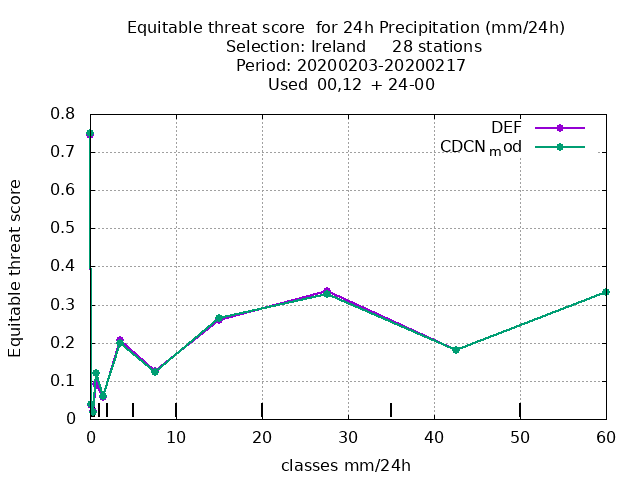 Equitable threat score  for 24h Precipitation (mm/24h)
Selection: Ireland     28 stations
Period: 20200203-20200217
Used  00,12  + 24-00
DEF
CDCN_mod
0.8
0.7
0.6
0.5
0.4
0.3
0.2
0.1
0
Equitable threat score
0 10 20 30 40 50 60
classes mm/24h